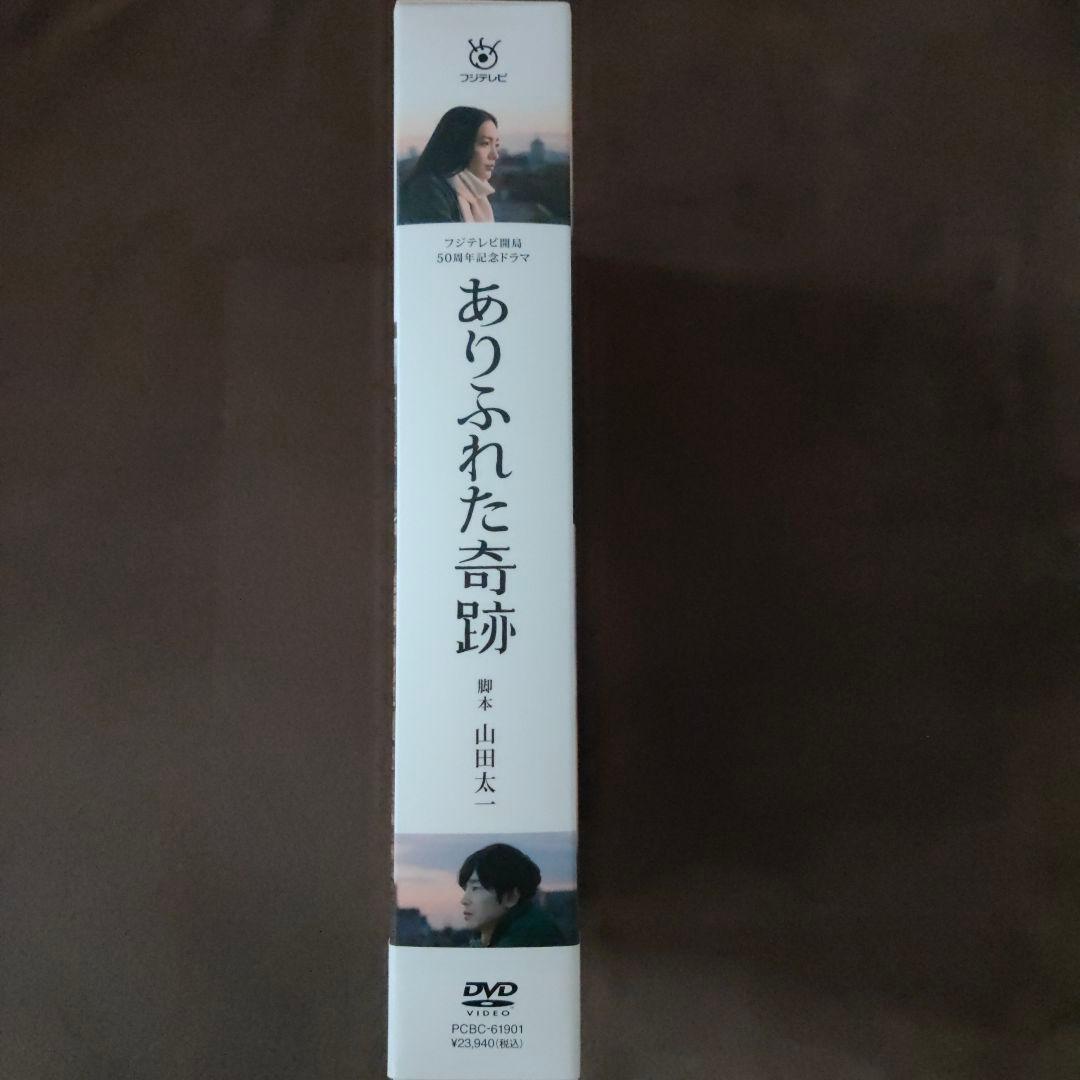 フジテレビ
フジテレビ開局
50周年記念ドラマ
ありふれた奇跡
脚本 山田太一
DVD
VIDEO
PCBC-61901
¥23,940(税込)